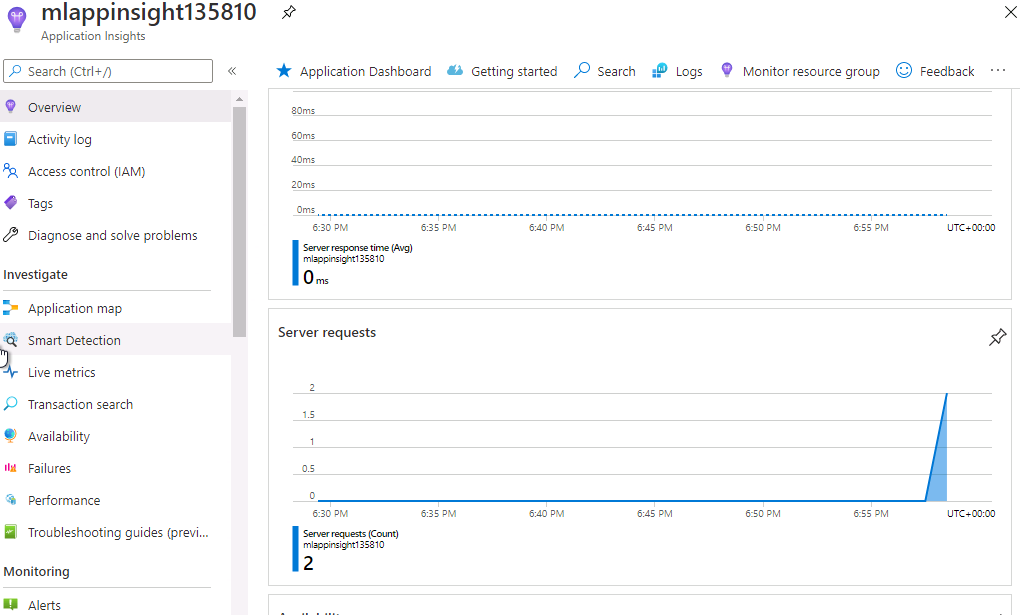 mlappinsight135810
Application Insights
Search (Ctrl+/)
«
Overview
Activity log
Access control (IAM)
Tags
Diagnose and solve problems
Investigate
Application map
Smart Detection
Live metrics
Transaction search
Availability
Failures
Performance
Troubleshooting guides (previ...
Monitoring
Alerts
Application Dashboard Getting started Search Logs Monitor resource group Feedback ...
80ms
60ms
40ms
20ms
0ms
6:30 PM 6:35 PM 6:40 PM 6:45 PM 6:50 PM 6:55 PM UTC+00:00
Server response time (Avg)
mlappinsight135810
0 ms
Server requests
2
1.5
1
0.5
0
6:30 PM 6:35 PM 6:40 PM 6:45 PM 6:50 PM 6:55 PM UTC+00:00
Server requests (Count)
mlappinsight135810
2